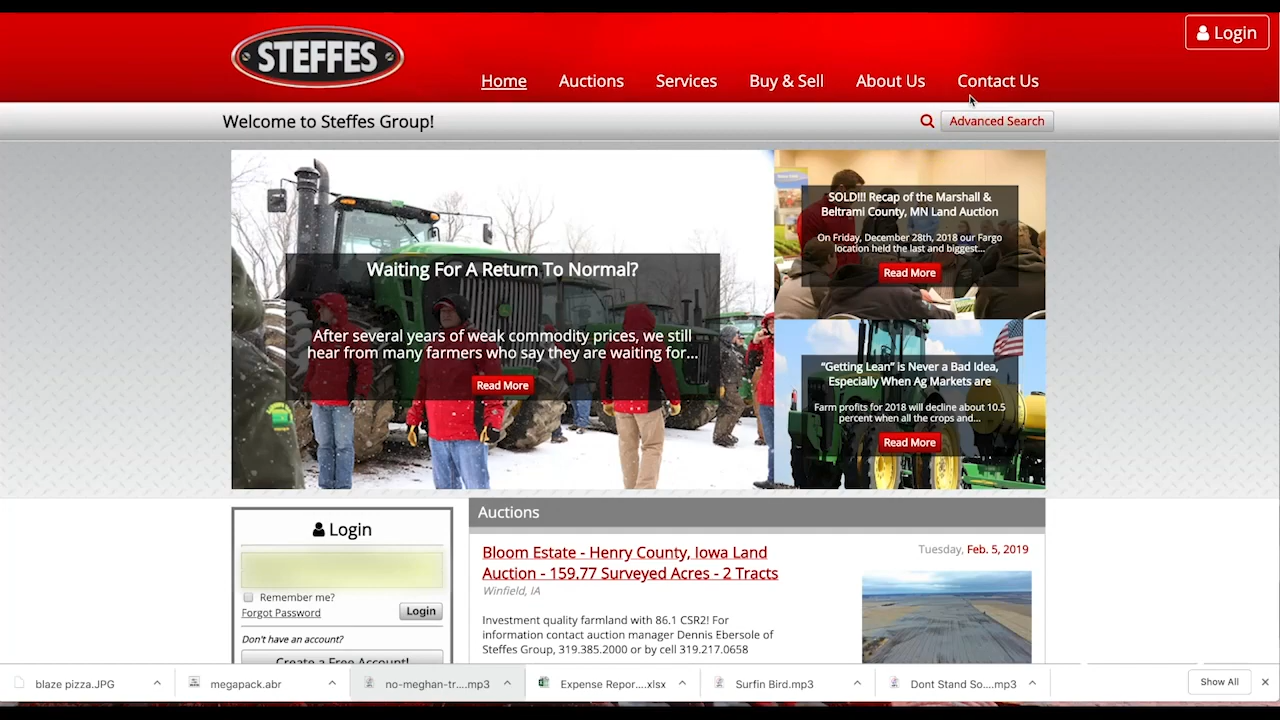 Login
STEFFES
Home Auctions Services Buy & Sell About Us Contact Us
Welcome to Steffes Group!
Advanced Search
Waiting For A Return To Normal?
After several years of weak commodity prices, we still
hear from many farmers who say they are waiting for...
Read More
SOLD!!! Recap of the Marshall &
Beltrami County, MN Land Auction
On Friday, December 28th, 2018 our Fargo
location held the last and biggest...
Read More
“Getting Lean” is Never a Bad Idea,
Especially When Ag Markets are
Farm profits for 2018 will decline about 10.5
percent when all the crops and...
Read More
Login
Remember me?
Forgot Password
Login
Don't have an account?
Create a Free Account!
Auctions
Bloom Estate - Henry County, Iowa Land
Auction - 159.77 Surveyed Acres - 2 Tracts
Winfield, IA
Tuesday, Feb. 5, 2019
Investment quality farmland with 86.1 CSR2! For
information contact auction manager Dennis Ebersole of
Steffes Group, 319.385.2000 or by cell 319.217.0658
blaze pizza.JPG
megapack.abr
no-meghan-tr....mp3
Expense Repor....xlsx
Surfin Bird.mp3
Dont Stand So....mp3
Show All